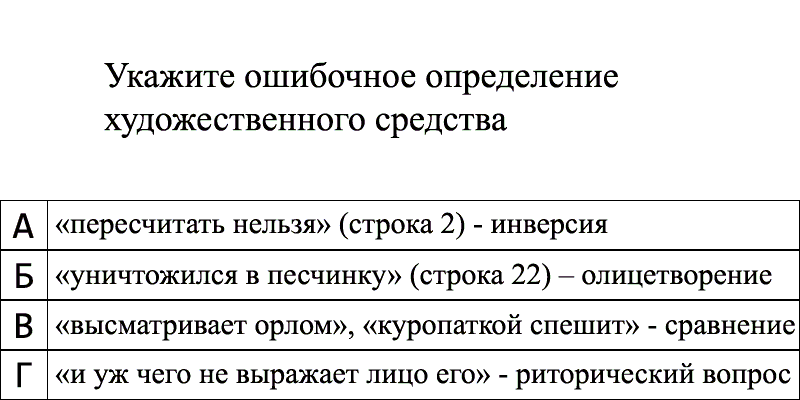 Укажите ошибочное определение
художественного средства
А «пересчитать нельзя» (строка 2) - инверсия
Б «уничтожился в песчинку» (строка 22) – олицетворение
В «высматривает орлом», «куропаткой спешит» - сравнение
Г «и уж чего не выражает лицо его» - риторический вопрос